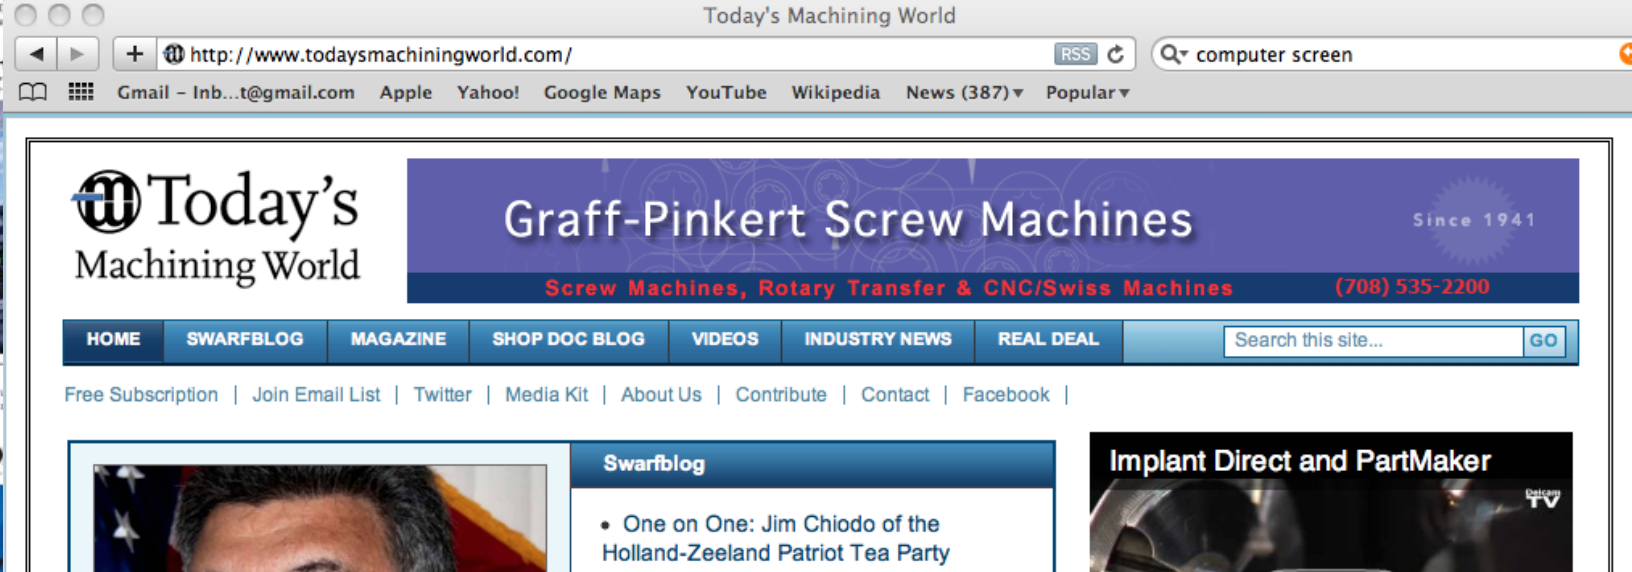 Today's Machining World
http://www.todaysmachiningworld.com/
RSS
computer screen
Gmail – Inb...t@gmail.com Apple Yahoo! Google Maps YouTube Wikipedia News (387)▾ Popular▾
Today's
Machining World
Graff-Pinkert Screw Machines
Since 1941
Screw Machines, Rotary Transfer & CNC/Swiss Machines (708) 535-2200
HOME SWARFBLOG MAGAZINE SHOP DOC BLOG VIDEOS INDUSTRY NEWS REAL DEAL Search this site... GO
Free Subscription | Join Email List | Twitter | Media Kit | About Us | Contribute | Contact | Facebook |
Swarfblog
• One on One: Jim Chiodo of the
Holland-Zeeland Patriot Tea Party
Implant Direct and PartMaker
Delcam
TV